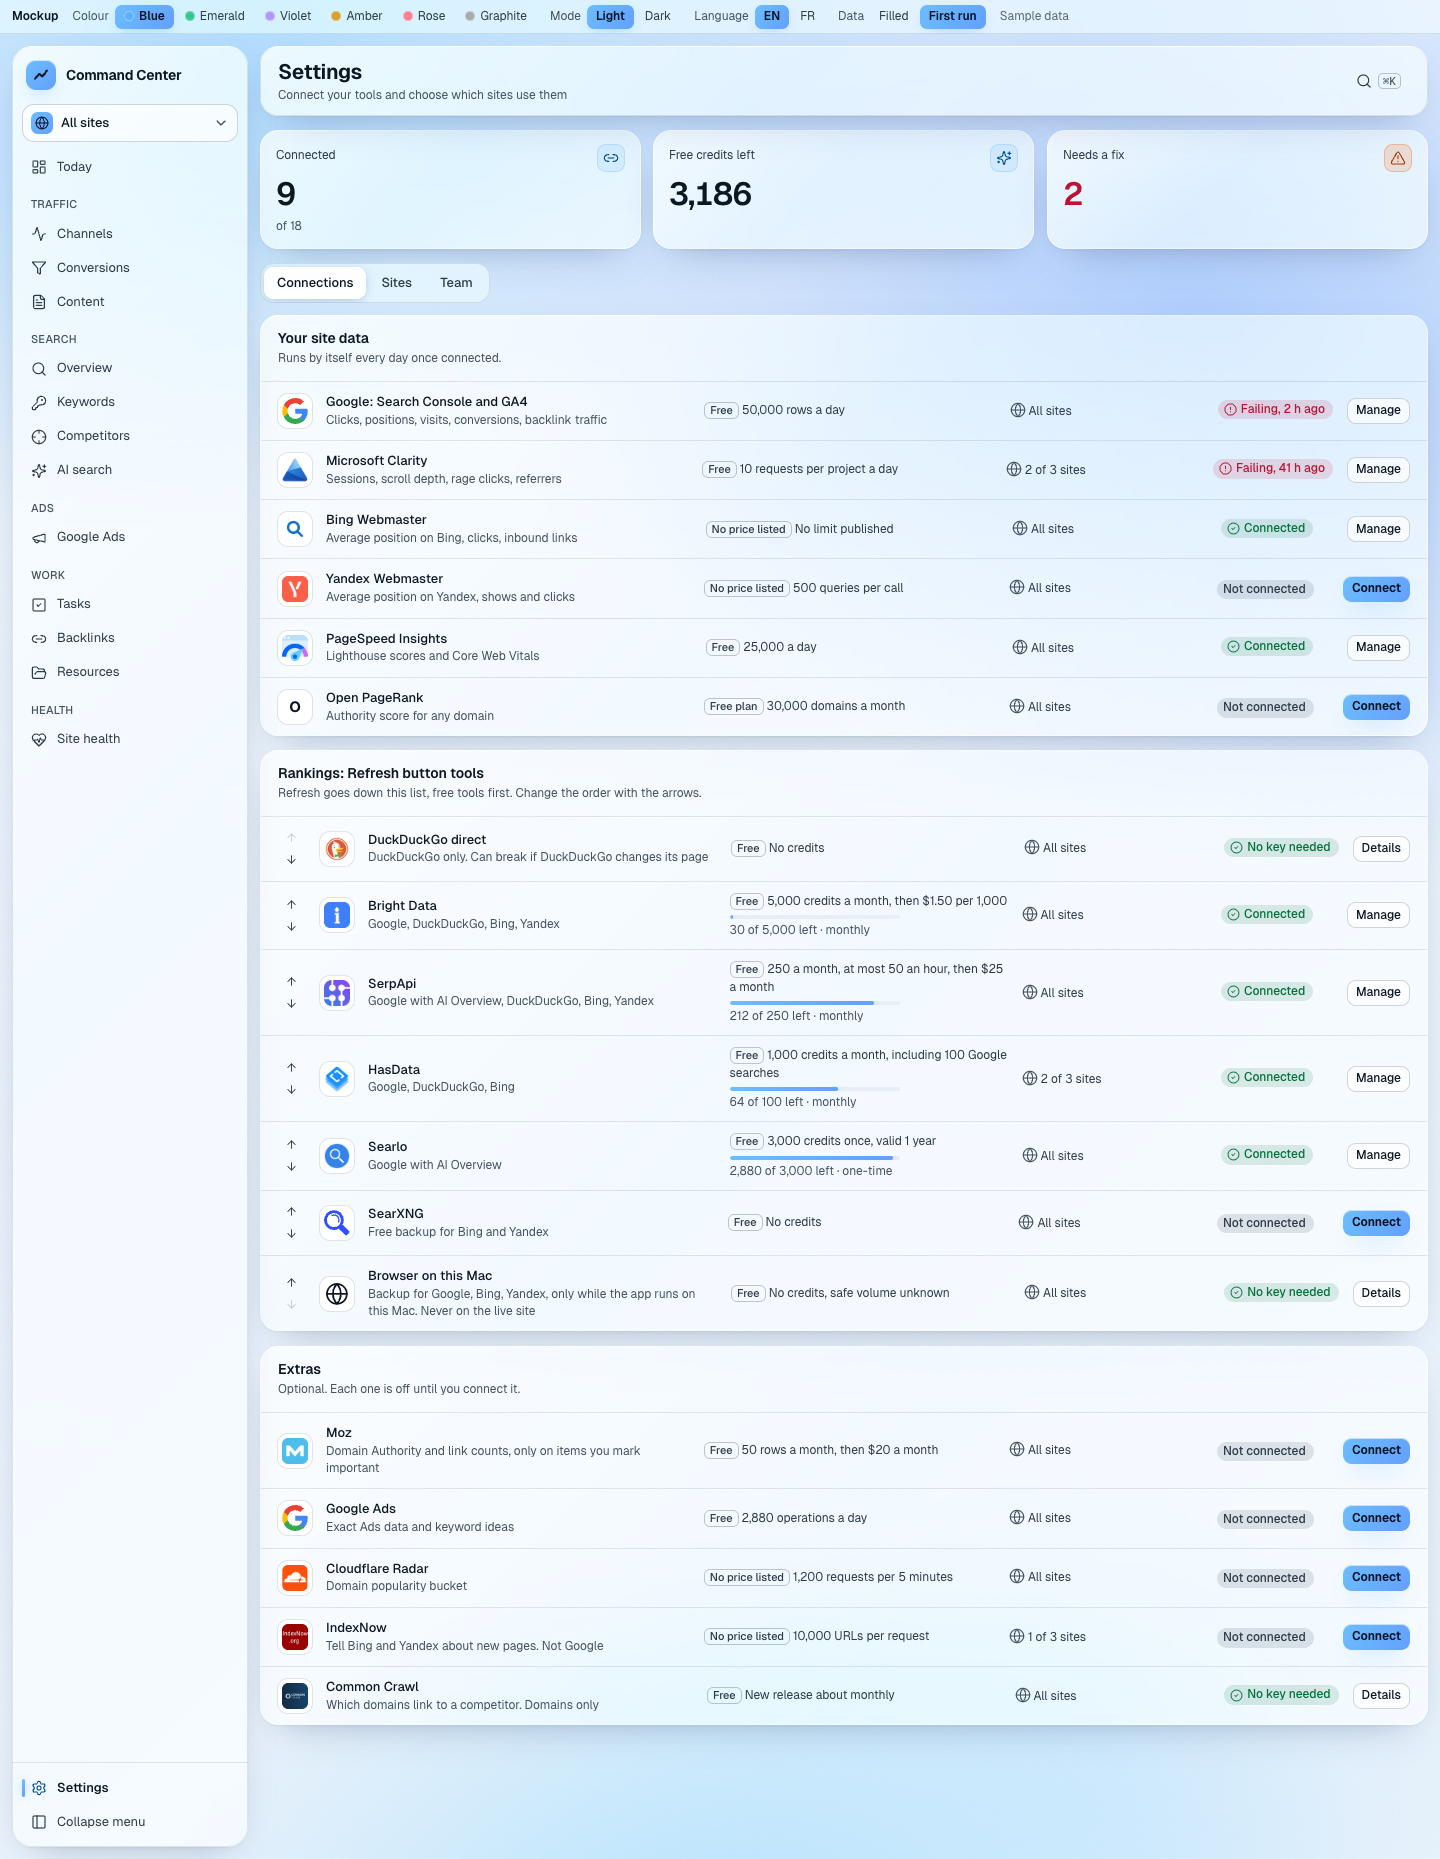 Mockup Colour Blue Emerald Violet Amber Rose Graphite Mode Light Dark Language EN FR Data Filled First run Sample data
Command Center
All sites
Today
TRAFFIC
Channels
Conversions
Content
SEARCH
Overview
Keywords
Competitors
AI search
ADS
Google Ads
WORK
Tasks
Backlinks
Resources
HEALTH
Site health
Settings
Collapse menu
Settings
Connect your tools and choose which sites use them
⌘K
Connected
9
of 18
Free credits left
3,186
Needs a fix
2
Connections Sites Team
Your site data
Runs by itself every day once connected.
Google: Search Console and GA4
Clicks, positions, visits, conversions, backlink traffic
Free 50,000 rows a day
All sites
Failing, 2 h ago
Manage
Microsoft Clarity
Sessions, scroll depth, rage clicks, referrers
Free 10 requests per project a day
2 of 3 sites
Failing, 41 h ago
Manage
Bing Webmaster
Average position on Bing, clicks, inbound links
No price listed No limit published
All sites
Connected
Manage
Yandex Webmaster
Average position on Yandex, shows and clicks
No price listed 500 queries per call
All sites
Not connected
Connect
PageSpeed Insights
Lighthouse scores and Core Web Vitals
Free 25,000 a day
All sites
Connected
Manage
O
Open PageRank
Authority score for any domain
Free plan 30,000 domains a month
All sites
Not connected
Connect
Rankings: Refresh button tools
Refresh goes down this list, free tools first. Change the order with the arrows.
DuckDuckGo direct
DuckDuckGo only. Can break if DuckDuckGo changes its page
Free No credits
All sites
No key needed
Details
Bright Data
Google, DuckDuckGo, Bing, Yandex
Free 5,000 credits a month, then $1.50 per 1,000
30 of 5,000 left · monthly
All sites
Connected
Manage
SerpApi
Google with AI Overview, DuckDuckGo, Bing, Yandex
Free 250 a month, at most 50 an hour, then $25
a month
212 of 250 left · monthly
All sites
Connected
Manage
HasData
Google, DuckDuckGo, Bing
Free 1,000 credits a month, including 100 Google
searches
64 of 100 left · monthly
2 of 3 sites
Connected
Manage
Searlo
Google with AI Overview
Free 3,000 credits once, valid 1 year
2,880 of 3,000 left · one-time
All sites
Connected
Manage
SearXNG
Free backup for Bing and Yandex
Free No credits
All sites
Not connected
Connect
Browser on this Mac
Backup for Google, Bing, Yandex, only while the app runs on
this Mac. Never on the live site
Free No credits, safe volume unknown
All sites
No key needed
Details
Extras
Optional. Each one is off until you connect it.
Moz
Domain Authority and link counts, only on items you mark
important
Free 50 rows a month, then $20 a month
All sites
Not connected
Connect
Google Ads
Exact Ads data and keyword ideas
Free 2,880 operations a day
All sites
Not connected
Connect
Cloudflare Radar
Domain popularity bucket
No price listed 1,200 requests per 5 minutes
All sites
Not connected
Connect
IndexNow
.org
IndexNow
Tell Bing and Yandex about new pages. Not Google
No price listed 10,000 URLs per request
1 of 3 sites
Not connected
Connect
Common Crawl
Which domains link to a competitor. Domains only
Free New release about monthly
All sites
No key needed
Details